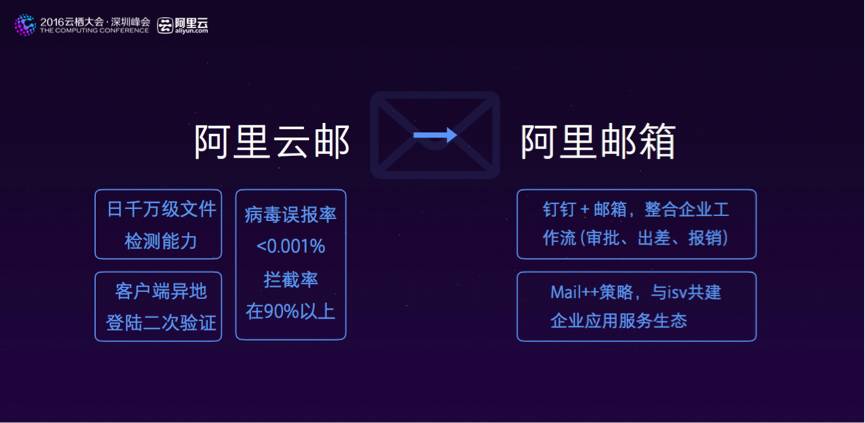 2016云栖大会·深圳峰会
THE COMPUTING CONFERENCE
阿里云
aliyun.com
阿里云邮
阿里邮箱
日千万级文件
检测能力
客户端异地
登陆二次验证
病毒误报率
<0.001%
拦截率
在90%以上
钉钉+邮箱，整合企业工
作流(审批、出差、报销)
Mail++策略，与isv共建
企业应用服务生态